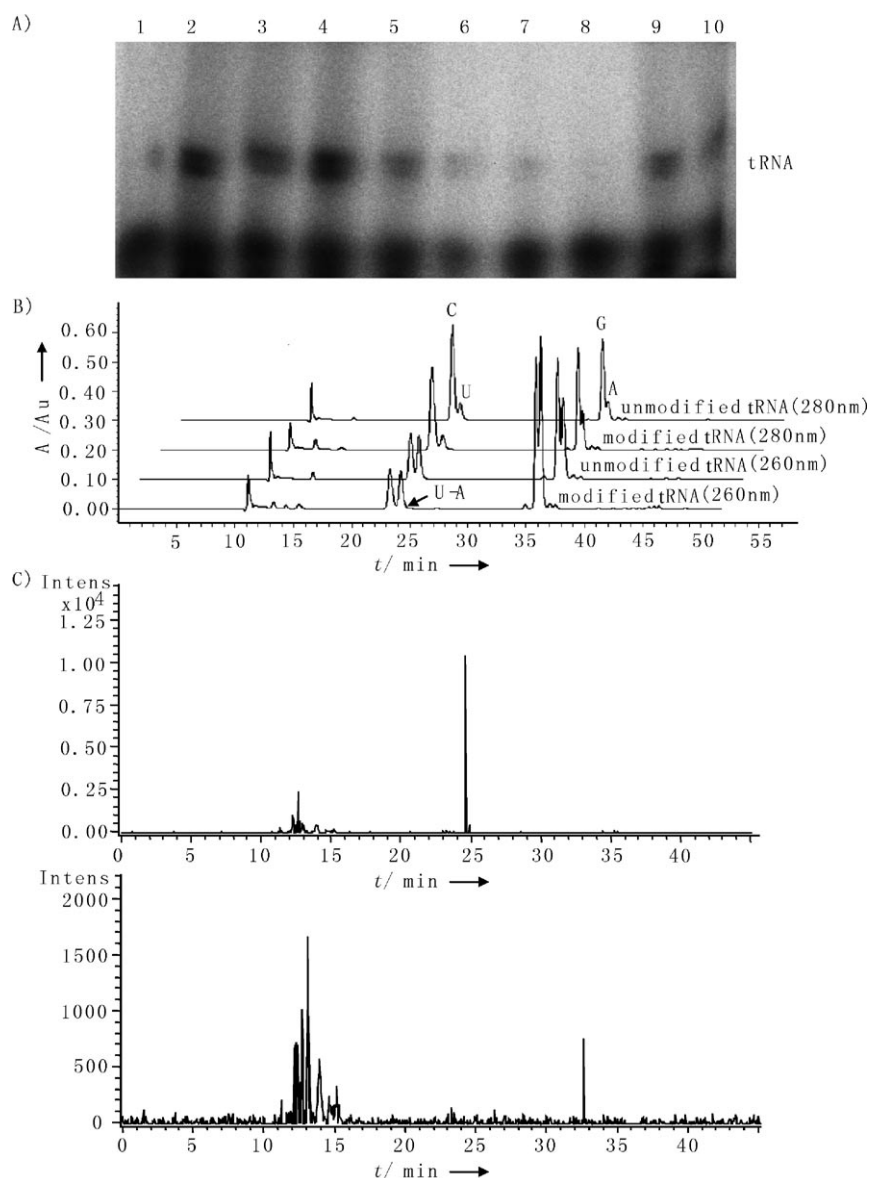 A) 1 2 3 4 5 6 7 8 9 10
tRNA
B)
C G
0.60
0.50
U
0.40
A
A/Au
0.30 unmodified tRNA(280nm)
0.20 modified tRNA(280nm)
0.10 unmodified tRNA(260nm)
U-A
0.00 modified tRNA(260nm)
5 10 15 20 25 30 35 40 45 50 55
t/ min
C) Intens
x10⁴
1.25
1.00
0.75
0.50
0.25
0.00
0 5 10 15 20 25 30 35 40
t/ min
Intens
2000
1500
1000
500
0
0 5 10 15 20 25 30 35 40 45
t/ min